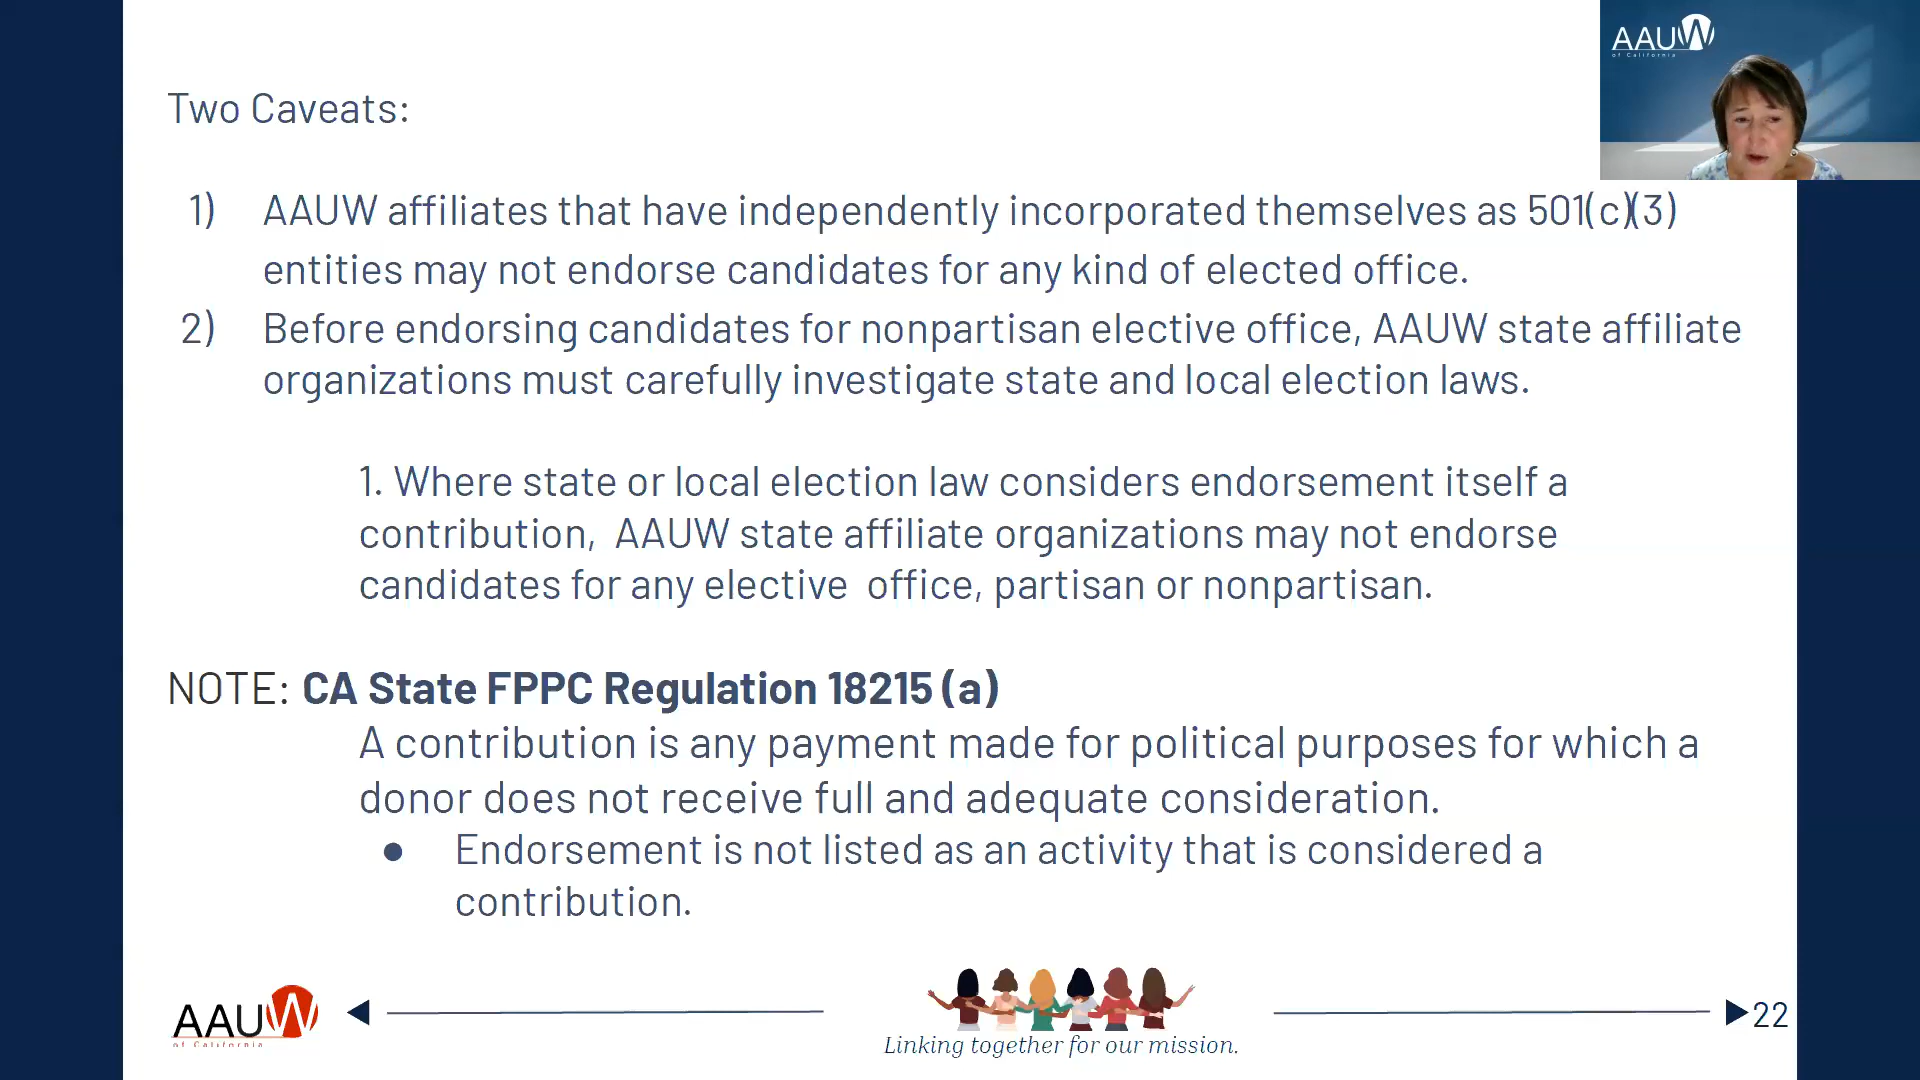 AAUW
of California
Two Caveats:
1) AAUW affiliates that have independently incorporated themselves as 501(c)(3)
entities may not endorse candidates for any kind of elected office.
2) Before endorsing candidates for nonpartisan elective office, AAUW state affiliate
organizations must carefully investigate state and local election laws.
1. Where state or local election law considers endorsement itself a
contribution, AAUW state affiliate organizations may not endorse
candidates for any elective office, partisan or nonpartisan.
NOTE: CA State FPPC Regulation 18215 (a)
A contribution is any payment made for political purposes for which a
donor does not receive full and adequate consideration.
● Endorsement is not listed as an activity that is considered a
contribution.
AAUW
of California
Linking together for our mission.
22